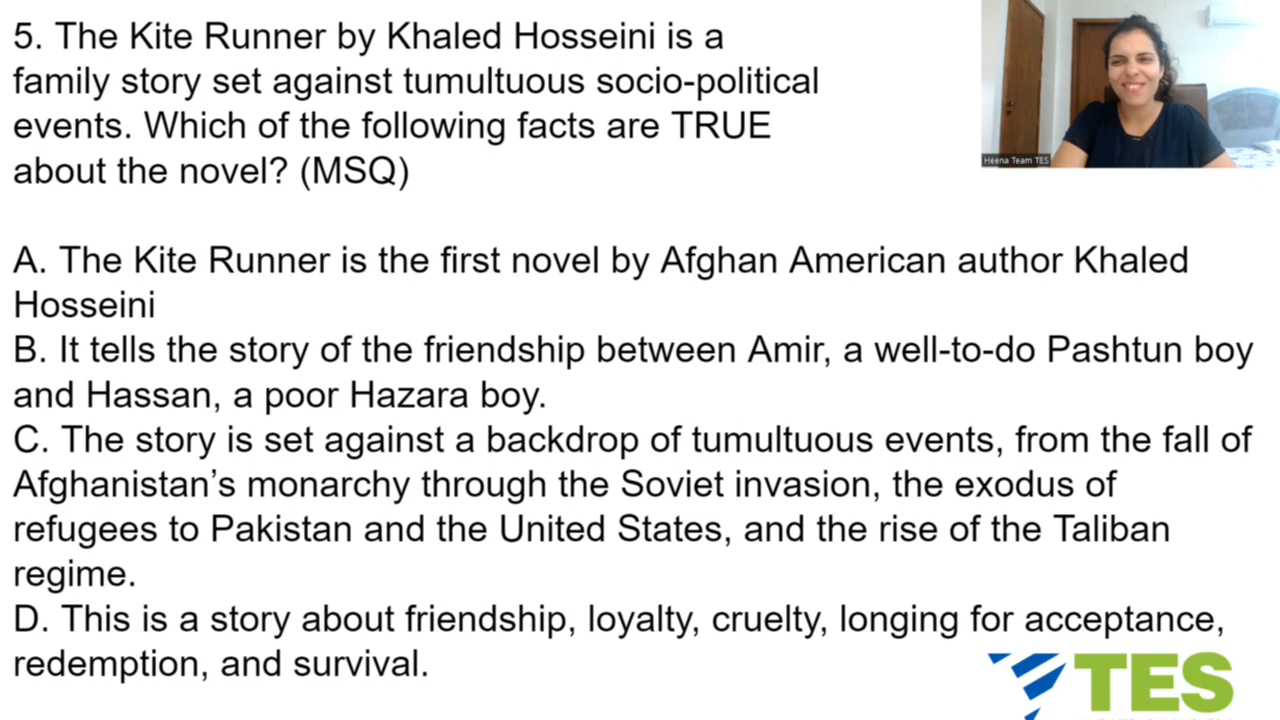 5. The Kite Runner by Khaled Hosseini is a
family story set against tumultuous socio-political
events. Which of the following facts are TRUE
about the novel? (MSQ)
Heena Team TES
A. The Kite Runner is the first novel by Afghan American author Khaled
Hosseini
B. It tells the story of the friendship between Amir, a well-to-do Pashtun boy
and Hassan, a poor Hazara boy.
C. The story is set against a backdrop of tumultuous events, from the fall of
Afghanistan’s monarchy through the Soviet invasion, the exodus of
refugees to Pakistan and the United States, and the rise of the Taliban
regime.
D. This is a story about friendship, loyalty, cruelty, longing for acceptance,
redemption, and survival.
TES